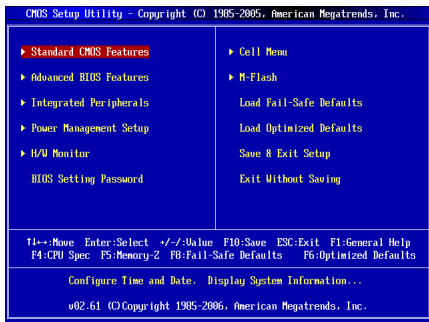 CMOS Setup Utility - Copyright (C) 1985-2005, American Megatrends, Inc.
Standard CMOS Features
Advanced BIOS Features
Integrated Peripherals
Power Management Setup
H/W Monitor
BIOS Setting Password
Cell Menu
M-Flash
Load Fail-Safe Defaults
Load Optimized Defaults
Save & Exit Setup
Exit Without Saving
↑↓←→:Move Enter:Select +/-/:Value F10:Save ESC:Exit F1:General Help
F4:CPU Spec F5:Memory-Z F8:Fail-Safe Defaults F6:Optimized Defaults
Configure Time and Date. Display System Information...
v02.61 (C)Copyright 1985-2006, American Megatrends, Inc.